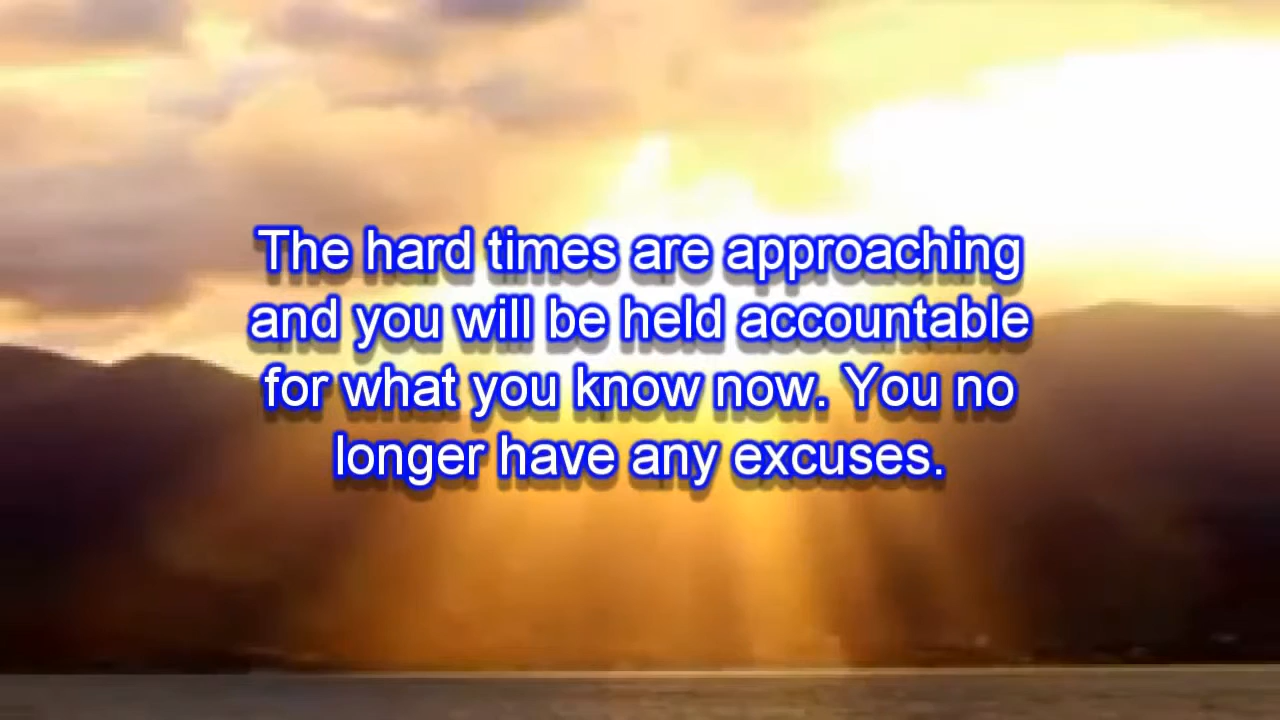 The hard times are approaching
and you will be held accountable
for what you know now. You no
longer have any excuses.